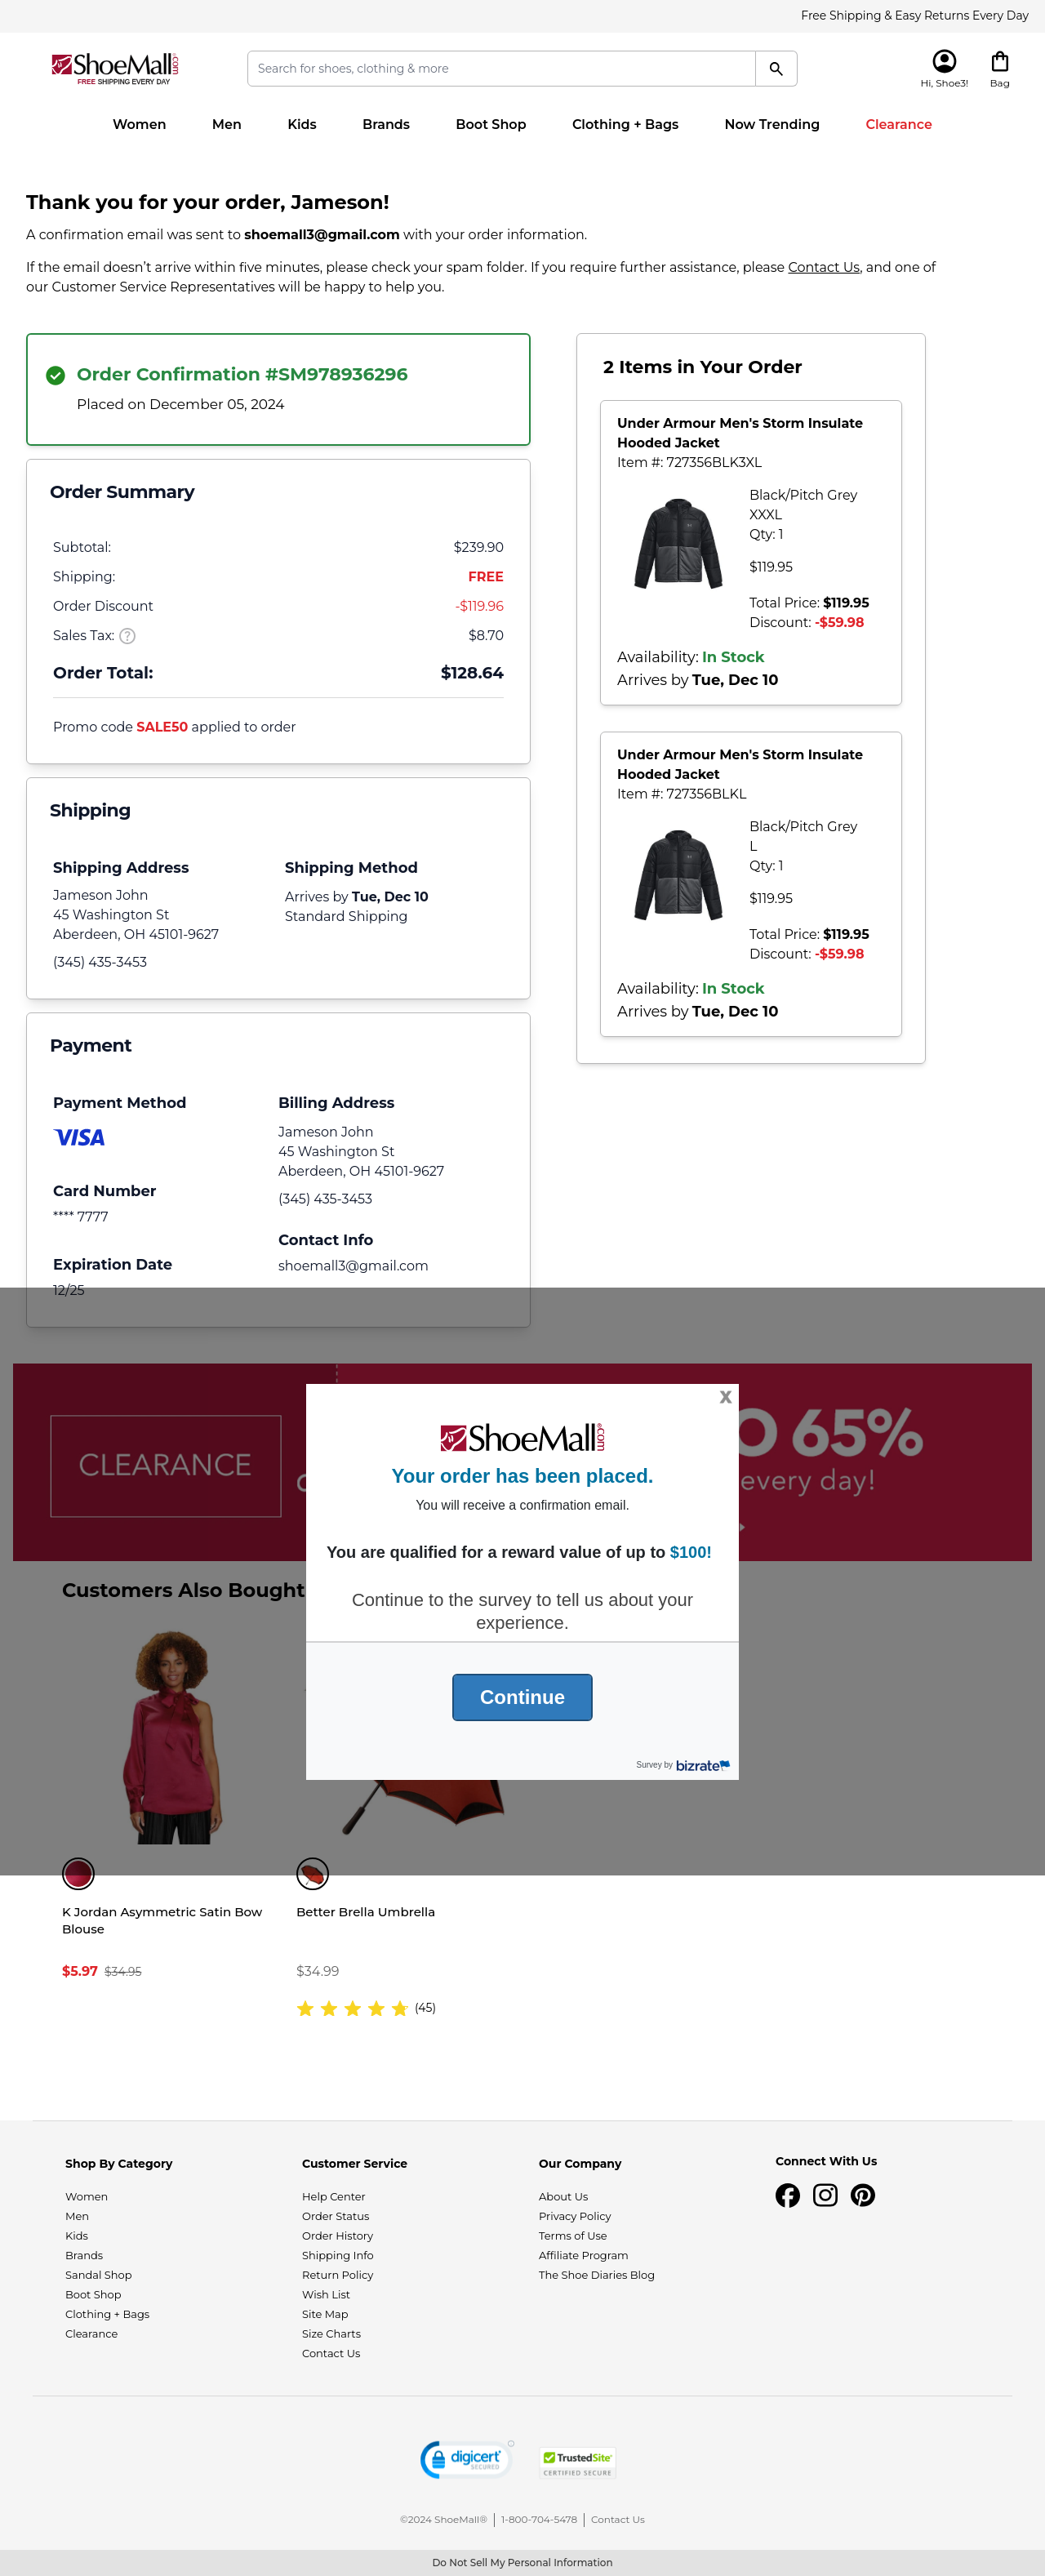 Free Shipping & Easy Returns Every Day
ShoeMall.com
FREE SHIPPING EVERY DAY
Search for shoes, clothing & more
Hi, Shoe3!
Bag
Women
Men
Kids
Brands
Boot Shop
Clothing + Bags
Now Trending
Clearance
Thank you for your order, Jameson!
A confirmation email was sent to shoemall3@gmail.com with your order information.
If the email doesn’t arrive within five minutes, please check your spam folder. If you require further assistance, please Contact Us, and one of
our Customer Service Representatives will be happy to help you.
Order Confirmation #SM978936296
Placed on December 05, 2024
Order Summary
Subtotal: $239.90
Shipping: FREE
Order Discount -$119.96
Sales Tax: ? $8.70
Order Total: $128.64
Promo code SALE50 applied to order
Shipping
Shipping Address
Jameson John
45 Washington St
Aberdeen, OH 45101-9627
(345) 435-3453
Shipping Method
Arrives by Tue, Dec 10
Standard Shipping
Payment
Payment Method
VISA
Card Number
**** 7777
Expiration Date
12/25
Billing Address
Jameson John
45 Washington St
Aberdeen, OH 45101-9627
(345) 435-3453
Contact Info
shoemall3@gmail.com
2 Items in Your Order
Under Armour Men's Storm Insulate
Hooded Jacket
Item #: 727356BLK3XL
Black/Pitch Grey
XXXL
Qty: 1
$119.95
Total Price: $119.95
Discount: -$59.98
Availability: In Stock
Arrives by Tue, Dec 10
Under Armour Men's Storm Insulate
Hooded Jacket
Item #: 727356BLKL
Black/Pitch Grey
L
Qty: 1
$119.95
Total Price: $119.95
Discount: -$59.98
Availability: In Stock
Arrives by Tue, Dec 10
CLEARANCE
O 65%
every day!
X
ShoeMall.com
Your order has been placed.
You will receive a confirmation email.
You are qualified for a reward value of up to $100!
Continue to the survey to tell us about your
experience.
Continue
Survey by bizrate
Customers Also Bought
K Jordan Asymmetric Satin Bow
Blouse
$5.97 $34.95
Better Brella Umbrella
$34.99
(45)
Shop By Category
Women
Men
Kids
Brands
Sandal Shop
Boot Shop
Clothing + Bags
Clearance
Customer Service
Help Center
Order Status
Order History
Shipping Info
Return Policy
Wish List
Site Map
Size Charts
Contact Us
Our Company
About Us
Privacy Policy
Terms of Use
Affiliate Program
The Shoe Diaries Blog
Connect With Us
digicert
SECURED
TrustedSite
CERTIFIED SECURE
©2024 ShoeMall® | 1-800-704-5478 | Contact Us
Do Not Sell My Personal Information